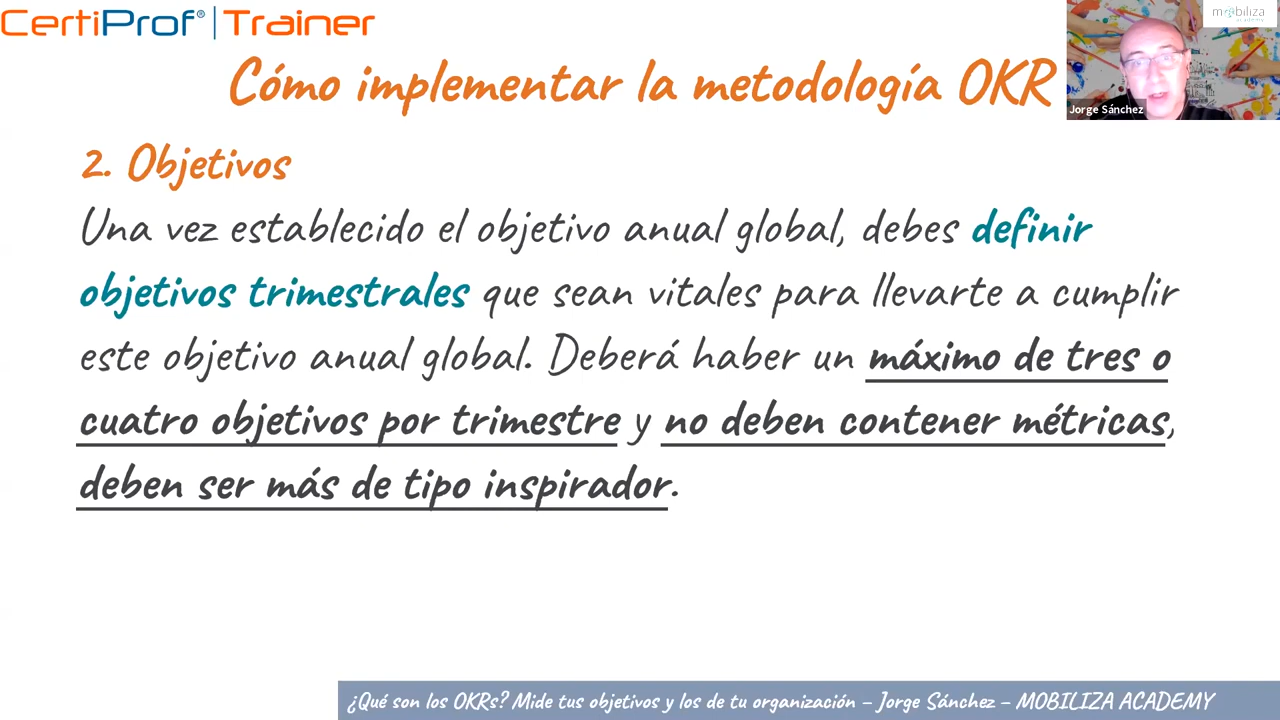 CertiProf® | Trainer
mobiliza
academy
Cómo implementar la metodología OKR
Jorge Sánchez
2. Objetivos
Una vez establecido el objetivo anual global, debes definir
objetivos trimestrales que sean vitales para llevarte a cumplir
este objetivo anual global. Deberá haber un máximo de tres o
cuatro objetivos por trimestre y no deben contener métricas,
deben ser más de tipo inspirador.
¿Qué son los OKRs? Mide tus objetivos y los de tu organización – Jorge Sánchez – MOBILIZA ACADEMY